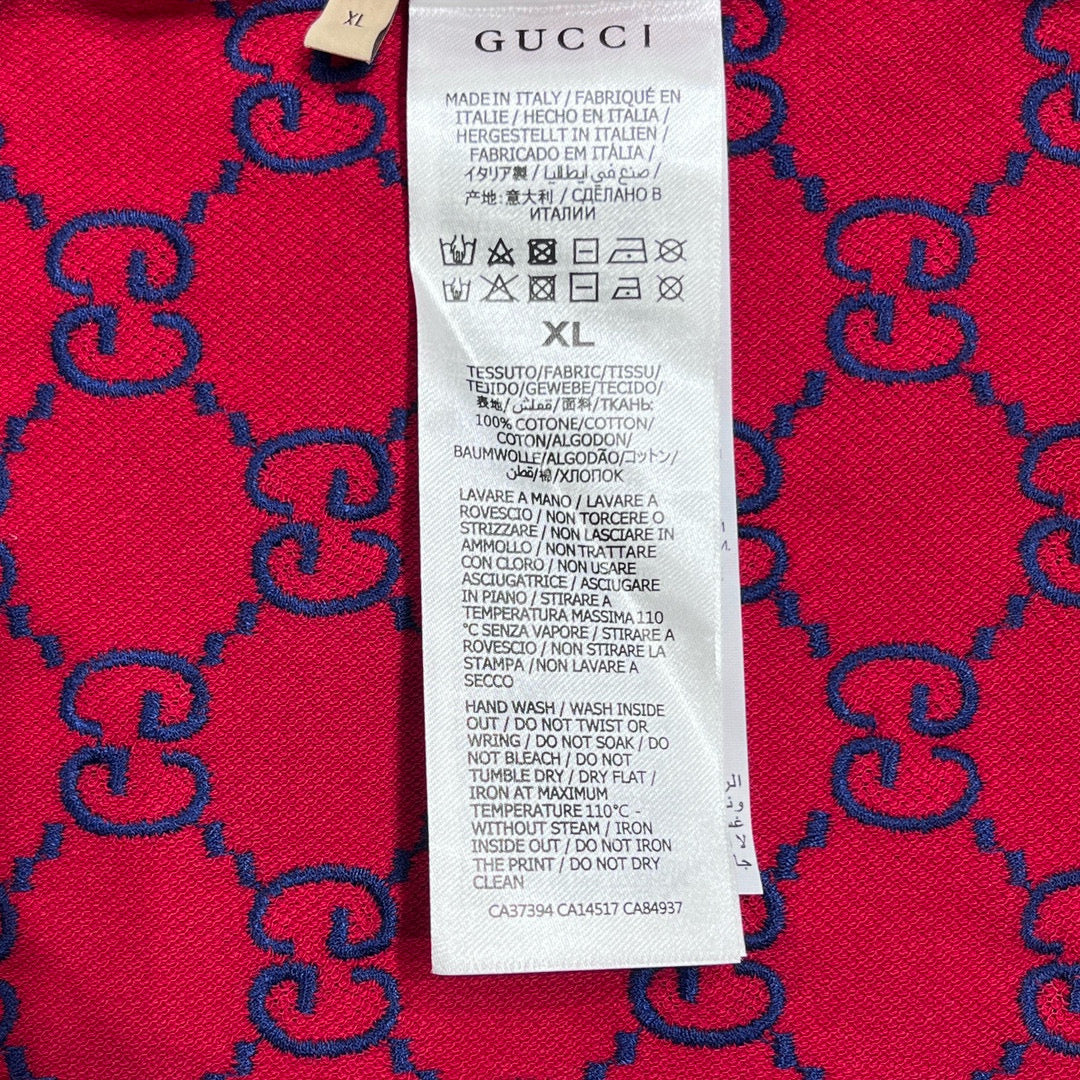 XL
GUCCI
MADE IN ITALY / FABRIQUÉ EN
ITALIE / HECHO EN ITALIA /
HERGESTELLT IN ITALIEN /
FABRICADO EM ITÁLIA /
イタリア製 / صنع في ايطاليا /
产地:意大利 / СДЕЛАНО В
ИТАЛИИ
XL
TESSUTO/FABRIC/TISSU/
TEJIDO/GEWEBE/TECIDO/
表地/قماش/面料/ТКАНЬ:
100% COTONE/COTTON/
COTON/ALGODON/
BAUMWOLLE/ALGODÃO/コットン/
قطن/棉/ХЛОПОК
LAVARE A MANO / LAVARE A
ROVESCIO / NON TORCERE O
STRIZZARE / NON LASCIARE IN
AMMOLLO / NON TRATTARE
CON CLORO / NON USARE
ASCIUGATRICE / ASCIUGARE
IN PIANO / STIRARE A
TEMPERATURA MASSIMA 110
°C SENZA VAPORE / STIRARE A
ROVESCIO / NON STIRARE LA
STAMPA / NON LAVARE A
SECCO
HAND WASH / WASH INSIDE
OUT / DO NOT TWIST OR
WRING / DO NOT SOAK / DO
NOT BLEACH / DO NOT
TUMBLE DRY / DRY FLAT /
IRON AT MAXIMUM
TEMPERATURE 110°C -
WITHOUT STEAM / IRON
INSIDE OUT / DO NOT IRON
THE PRINT / DO NOT DRY
CLEAN
CA37394 CA14517 CA84937